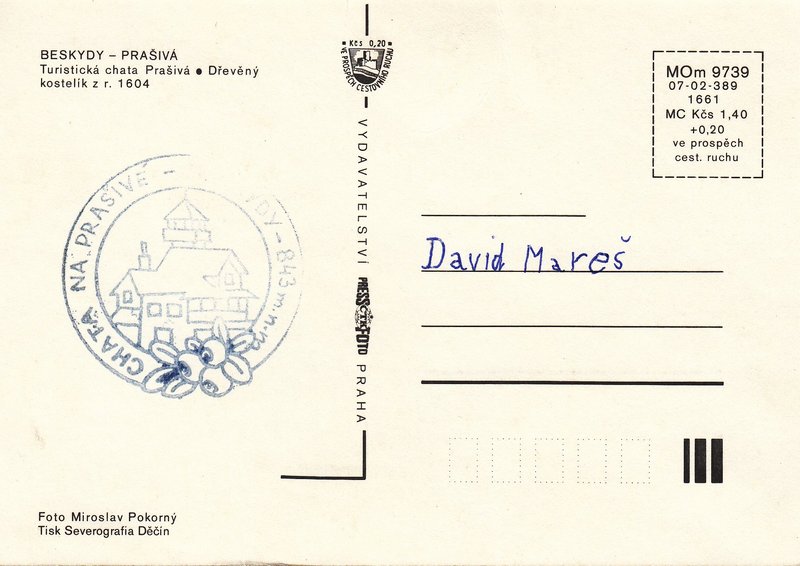 BESKYDY – PRAŠIVÁ
Turistická chata Prašivá ● Dřevěný
kostelík z r. 1604
CHATA NA PRAŠIVÉ - DY - 843 m.n.m.
Foto Miroslav Pokorný
Tisk Severografia Děčín
Kčs 0,20
VE PROSPĚCH CESTOVNÍHO RUCHU
VYDAVATELSTVÍ PRESSFOTO PRAHA
ČTK
MOm 9739
07-02-389
1661
MC Kčs 1,40
+0,20
ve prospěch
cest. ruchu
David Mareš